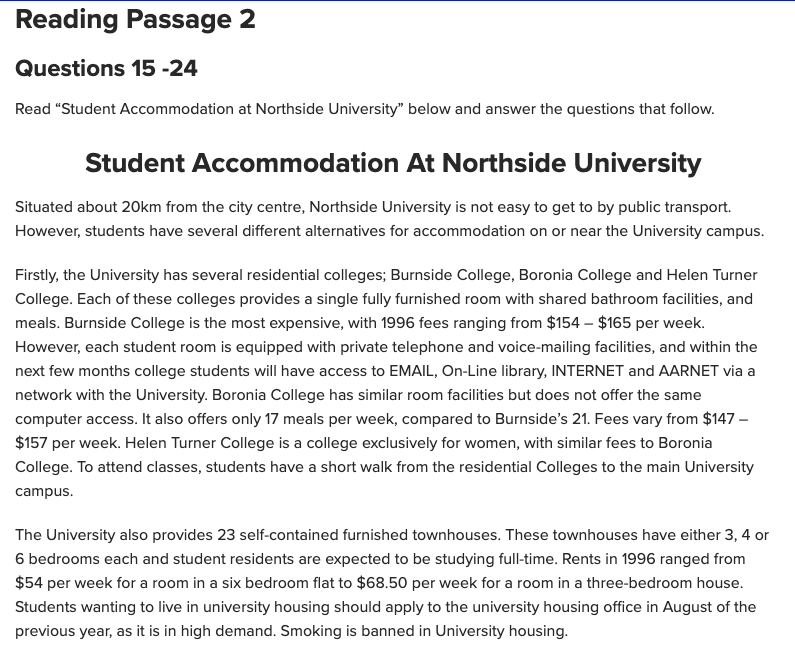 Reading Passage 2
Questions 15 -24
Read “Student Accommodation at Northside University” below and answer the questions that follow.
Student Accommodation At Northside University
Situated about 20km from the city centre, Northside University is not easy to get to by public transport.
However, students have several different alternatives for accommodation on or near the University campus.
Firstly, the University has several residential colleges; Burnside College, Boronia College and Helen Turner
College. Each of these colleges provides a single fully furnished room with shared bathroom facilities, and
meals. Burnside College is the most expensive, with 1996 fees ranging from $154 – $165 per week.
However, each student room is equipped with private telephone and voice-mailing facilities, and within the
next few months college students will have access to EMAIL, On-Line library, INTERNET and AARNET via a
network with the University. Boronia College has similar room facilities but does not offer the same
computer access. It also offers only 17 meals per week, compared to Burnside’s 21. Fees vary from $147 –
$157 per week. Helen Turner College is a college exclusively for women, with similar fees to Boronia
College. To attend classes, students have a short walk from the residential Colleges to the main University
campus.
The University also provides 23 self-contained furnished townhouses. These townhouses have either 3, 4 or
6 bedrooms each and student residents are expected to be studying full-time. Rents in 1996 ranged from
$54 per week for a room in a six bedroom flat to $68.50 per week for a room in a three-bedroom house.
Students wanting to live in university housing should apply to the university housing office in August of the
previous year, as it is in high demand. Smoking is banned in University housing.